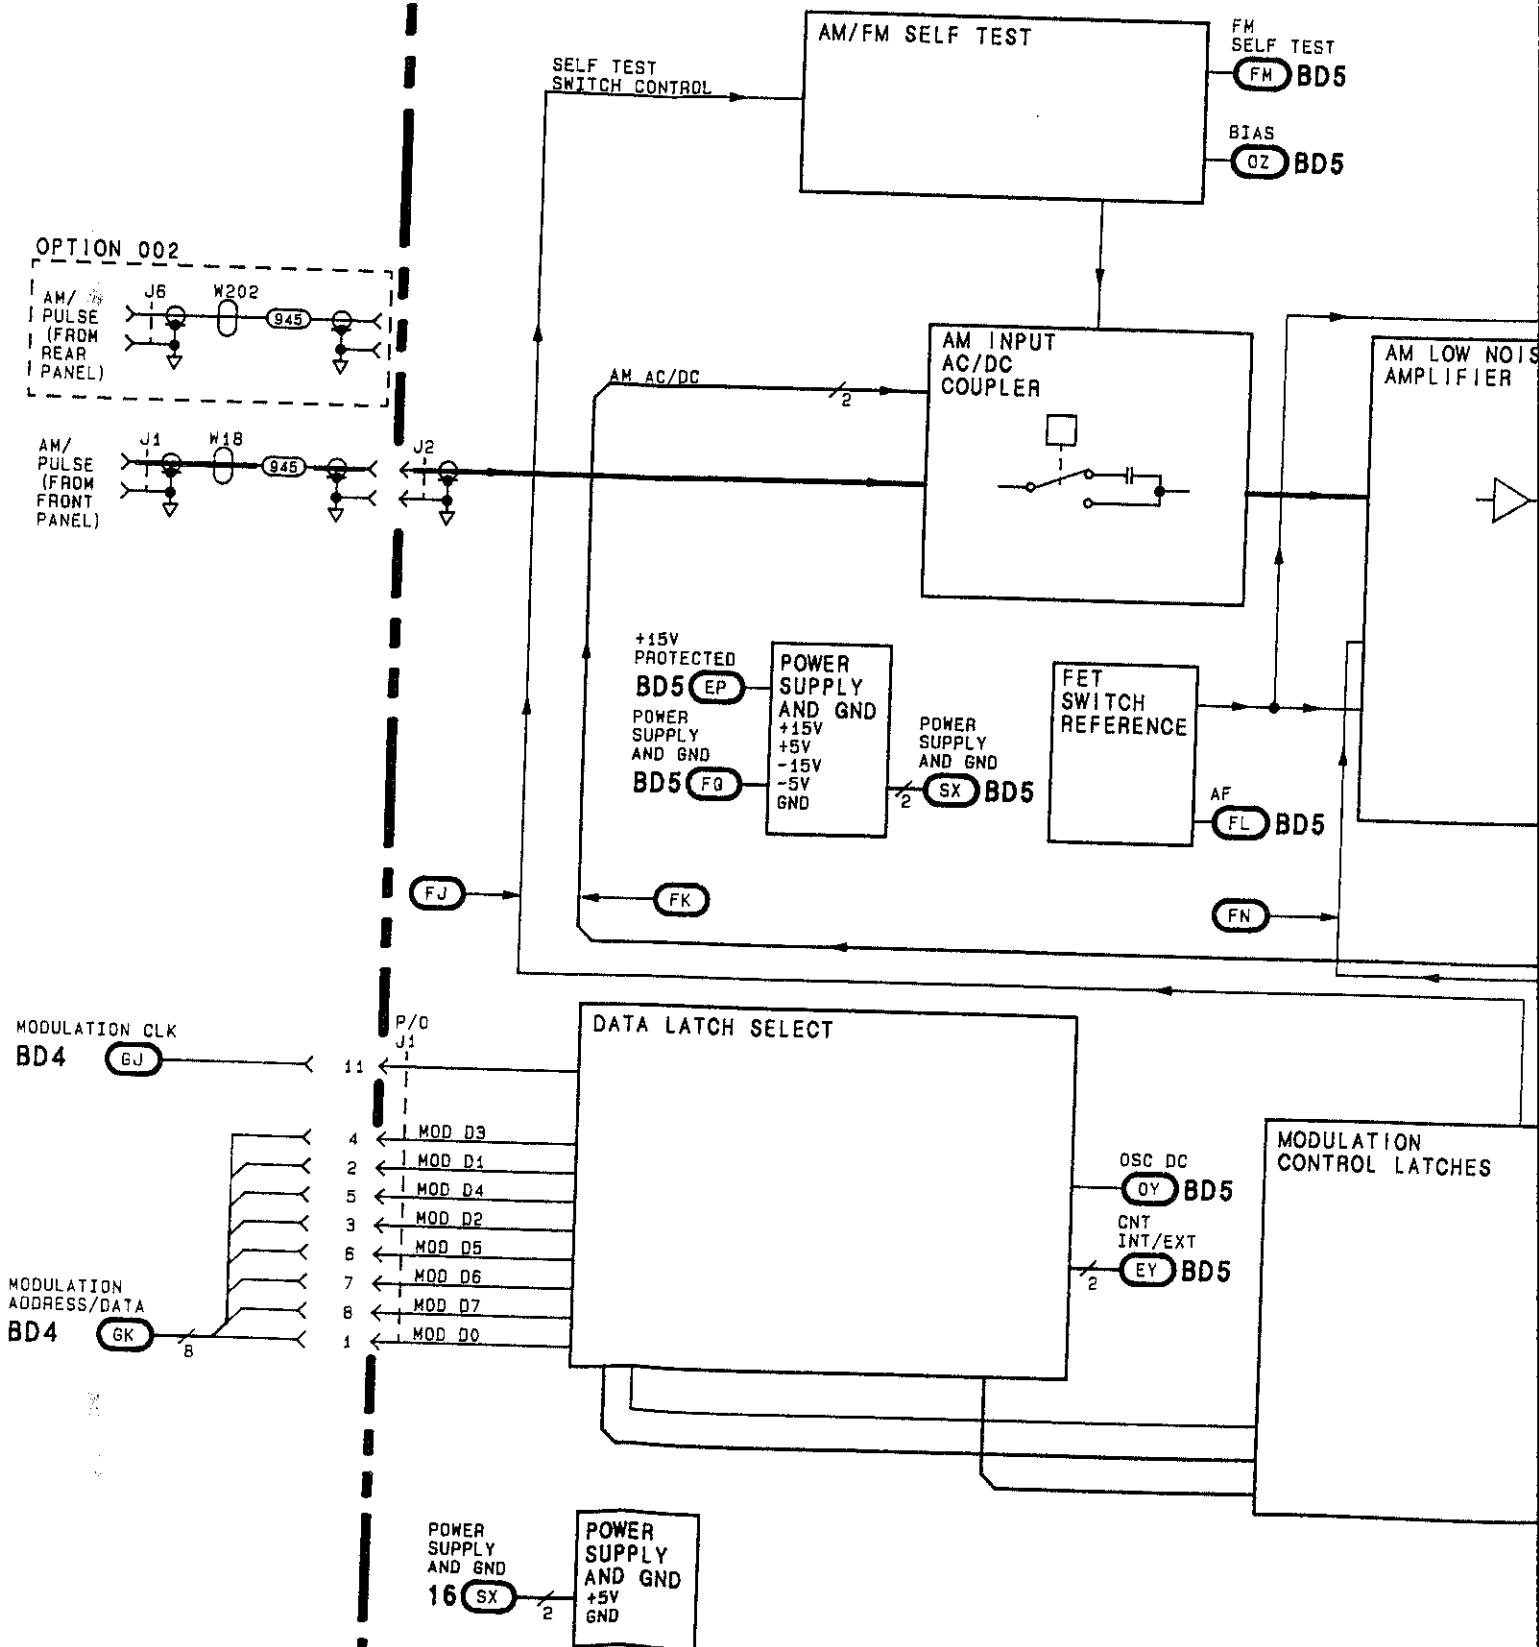 AM/FM SELF TEST
FM
SELF TEST
FM BD5
BIAS
OZ BD5
SELF TEST
SWITCH CONTROL
OPTION 002
AM/
PULSE
(FROM
REAR
PANEL)
J6
W202
945
AM/
PULSE
(FROM
FRONT
PANEL)
J1
W18
945
J2
AM AC/DC
2
AM INPUT
AC/DC
COUPLER
AM LOW NOIS
AMPLIFIER
+15V
PROTECTED
BD5 EP
POWER
SUPPLY
AND GND
BD5 FQ
POWER
SUPPLY
AND GND
+15V
+5V
-15V
-5V
GND
POWER
SUPPLY
AND GND
2
SX BD5
FET
SWITCH
REFERENCE
AF
FL BD5
FJ
FK
FN
MODULATION CLK
BD4 GJ
P/O
J1
11
4 MOD D3
2 MOD D1
5 MOD D4
3 MOD D2
6 MOD D5
7 MOD D6
8 MOD D7
1 MOD D0
MODULATION
ADDRESS/DATA
BD4 GK
8
DATA LATCH SELECT
OSC DC
OY BD5
CNT
INT/EXT
2
EY BD5
MODULATION
CONTROL LATCHES
POWER
SUPPLY
AND GND
16 SX
2
POWER
SUPPLY
AND GND
+5V
GND